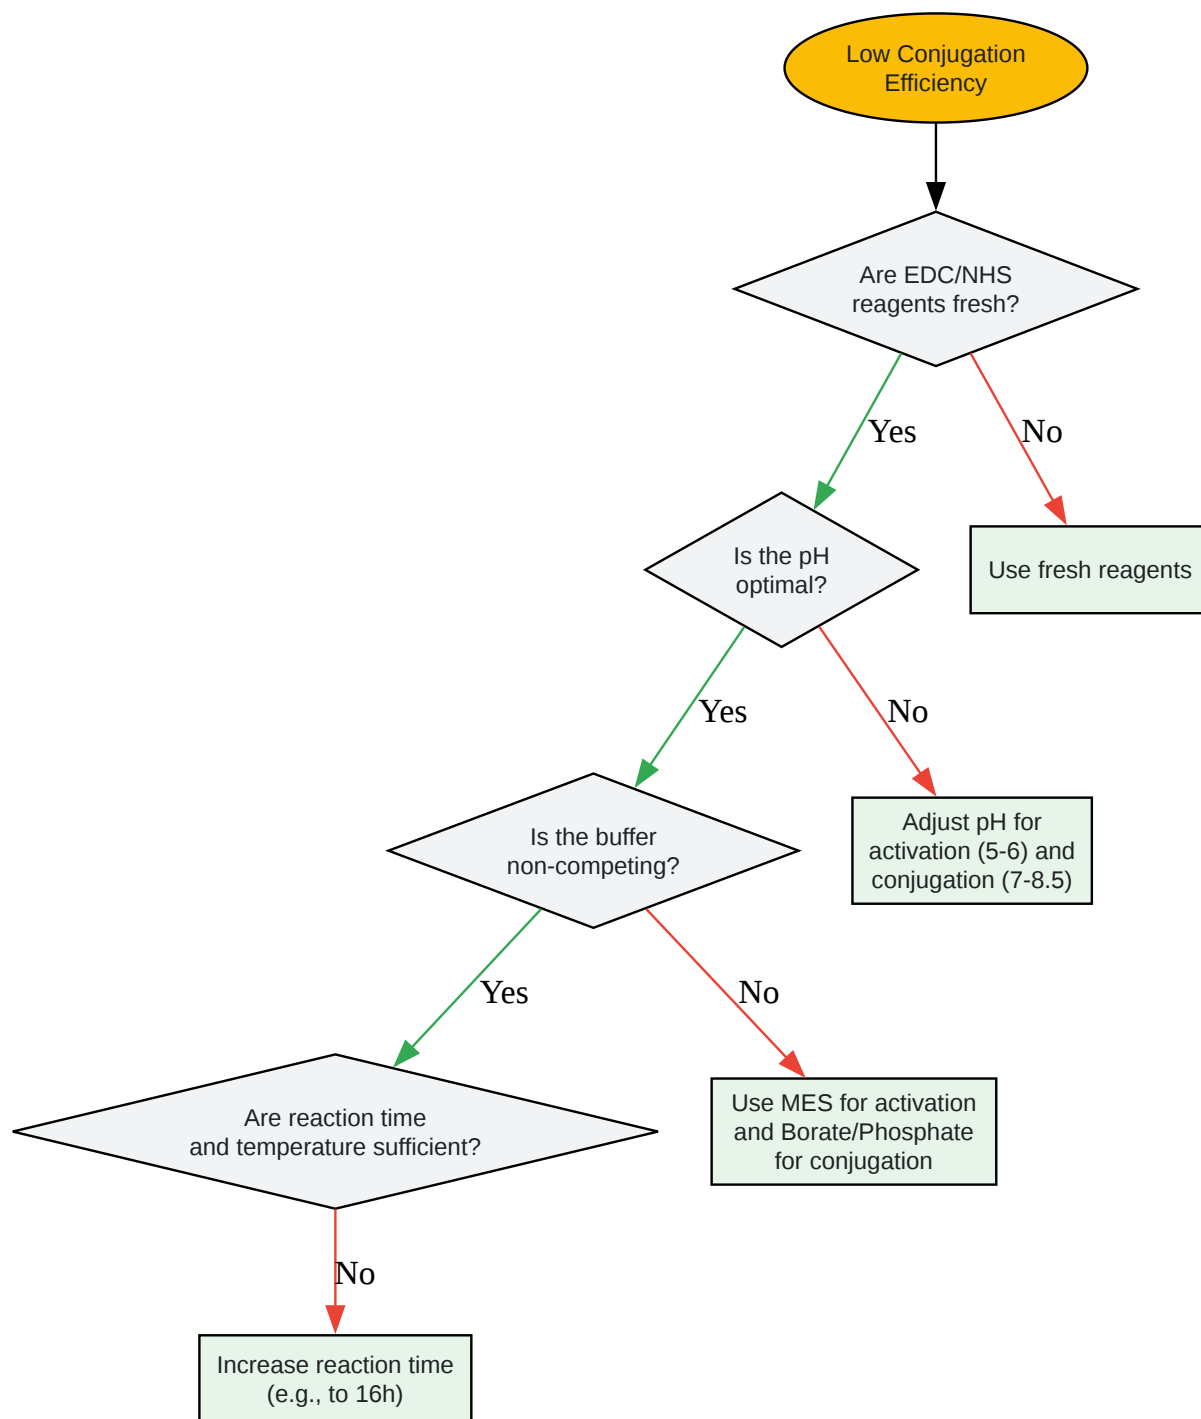 Low Conjugation
Efficiency
Are EDC/NHS
reagents fresh?
Yes
No
Is the pH
optimal?
Use fresh reagents
Yes
No
Is the buffer
non-competing?
Adjust pH for
activation (5-6) and
conjugation (7-8.5)
Yes
No
Are reaction time
and temperature sufficient?
Use MES for activation
and Borate/Phosphate
for conjugation
No
Increase reaction time
(e.g., to 16h)